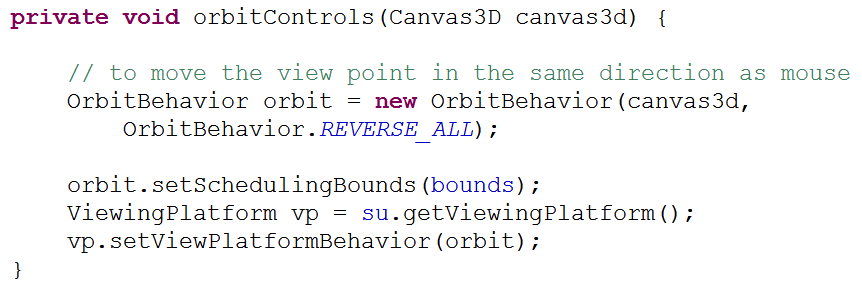 private void orbitControls(Canvas3D canvas3d) {
// to move the view point in the same direction as mouse
OrbitBehavior orbit = new OrbitBehavior(canvas3d,
OrbitBehavior.REVERSE_ALL);
orbit.setSchedulingBounds(bounds);
ViewingPlatform vp = su.getViewingPlatform();
vp.setViewPlatformBehavior(orbit);
}